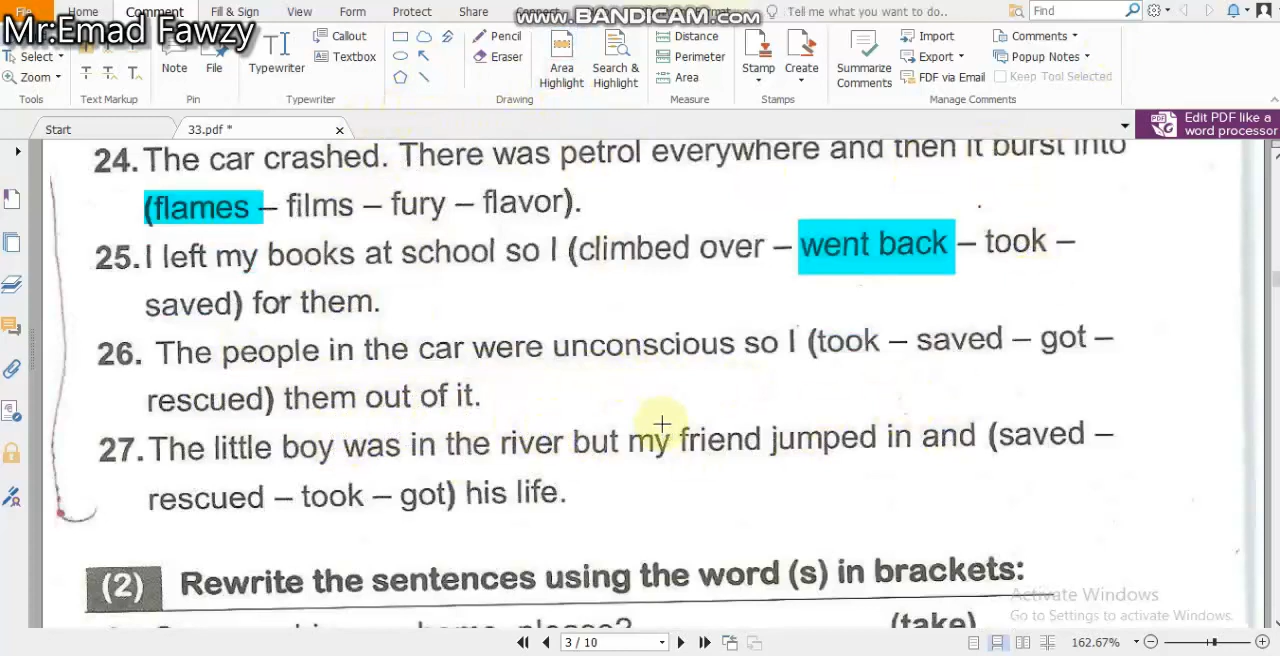 www.BANDICAM.com
Mr:Emad Fawzy
File Home Comment Fill & Sign View Form Protect Share Connect Help Format Tell me what you want to do.. Find
Select
Zoom
Tools
Text Markup
Note File
Pin
Typewriter
Callout
Textbox
Typewriter
Pencil
Eraser
Area Highlight
Search & Highlight
Drawing
Distance
Perimeter
Area
Measure
Stamp Create
Stamps
Summarize Comments
Import
Export
FDF via Email
Comments
Popup Notes
Keep Tool Selected
Manage Comments
Start 33.pdf * Edit PDF like a
word processor
24. The car crashed. There was petrol everywhere and then it burst into
(flames – films – fury – flavor).
25. I left my books at school so I (climbed over – went back – took –
saved) for them.
26. The people in the car were unconscious so I (took – saved – got –
rescued) them out of it.
27. The little boy was in the river but my friend jumped in and (saved –
rescued – took – got) his life.
(2) Rewrite the sentences using the word (s) in brackets:
home, please? (take)
Activate Windows
Go to Settings to activate Windows.
3 / 10 162.67%